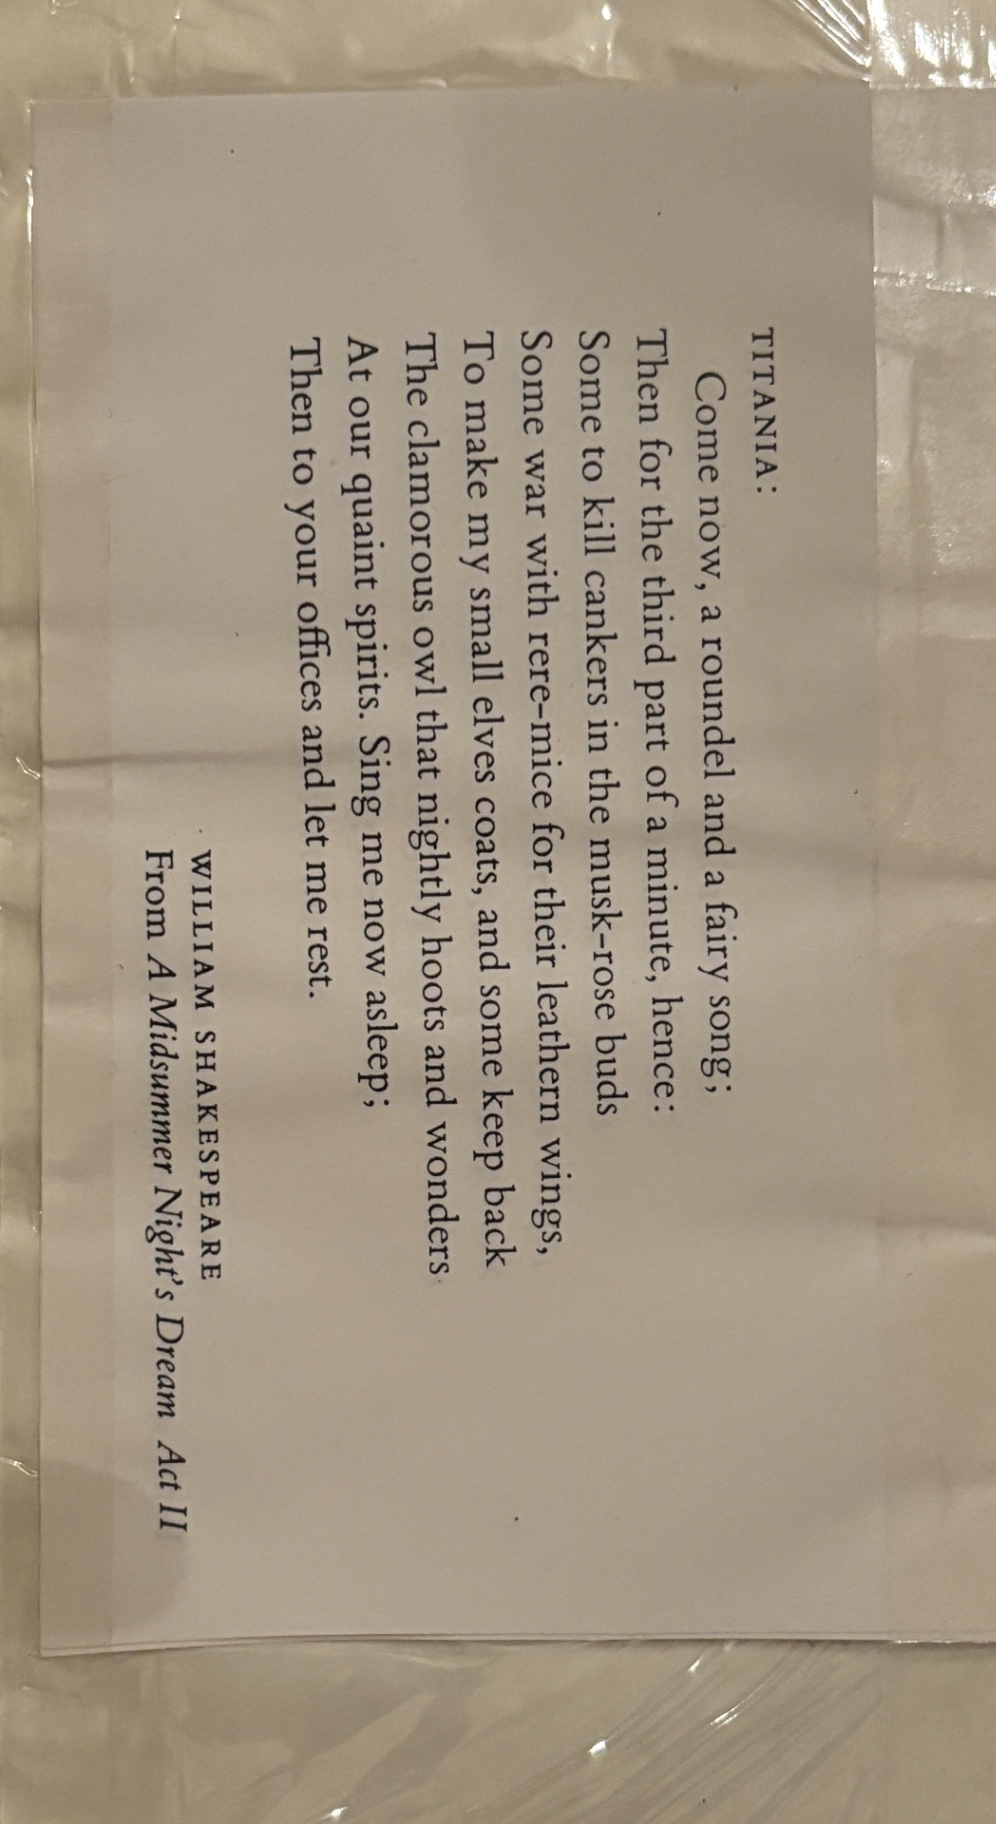 TITANIA:
Come now, a roundel and a fairy song;
Then for the third part of a minute, hence:
Some to kill cankers in the musk-rose buds
Some war with rere-mice for their leathern wings,
To make my small elves coats, and some keep back
The clamorous owl that nightly hoots and wonders
At our quaint spirits. Sing me now asleep;
Then to your offices and let me rest.
WILLIAM SHAKESPEARE
From A Midsummer Night's Dream Act II